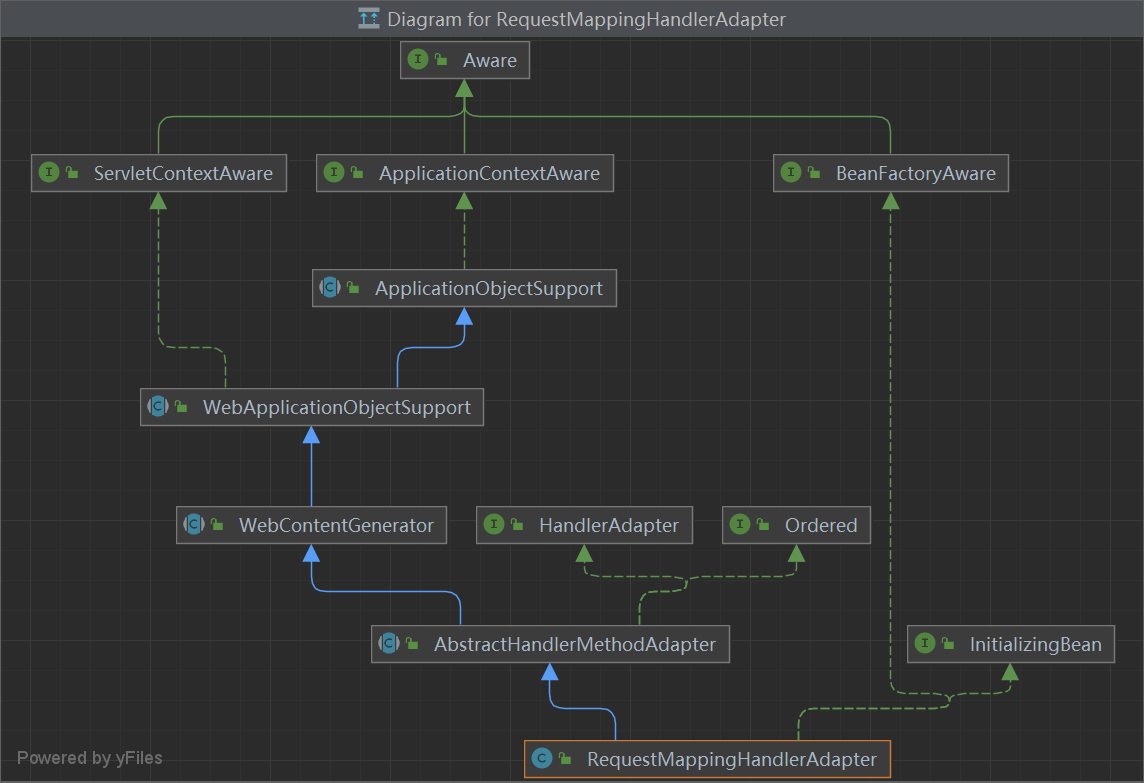 Diagram for RequestMappingHandlerAdapter
I Aware
I ServletContextAware
I ApplicationContextAware
I BeanFactoryAware
C ApplicationObjectSupport
C WebApplicationObjectSupport
C WebContentGenerator
I HandlerAdapter
I Ordered
C AbstractHandlerMethodAdapter
I InitializingBean
C RequestMappingHandlerAdapter
Powered by yFiles